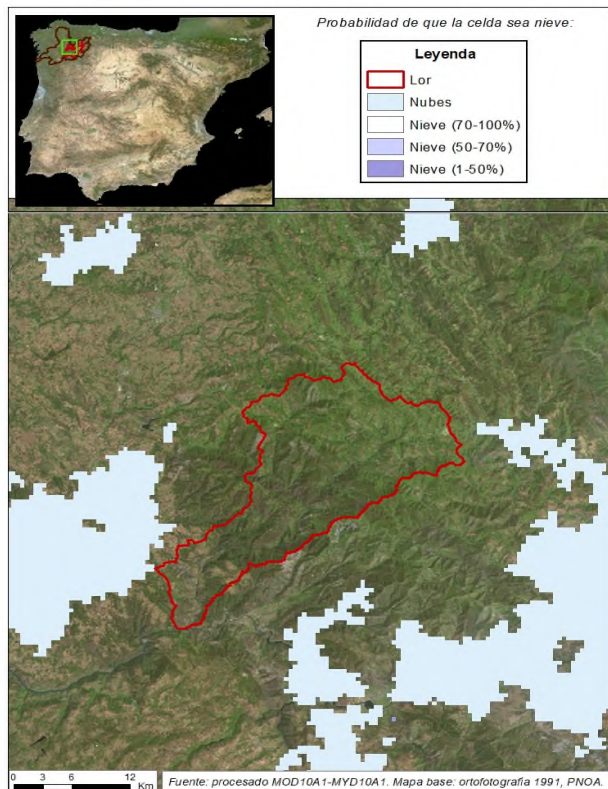 Probabilidad de que la celda sea nieve:
Leyenda
Lor
Nubes
Nieve (70-100%)
Nieve (50-70%)
Nieve (1-50%)
0 3 6 12
Km
Fuente: procesado MOD10A1-MYD10A1. Mapa base: ortofotografía 1991, PNOA.